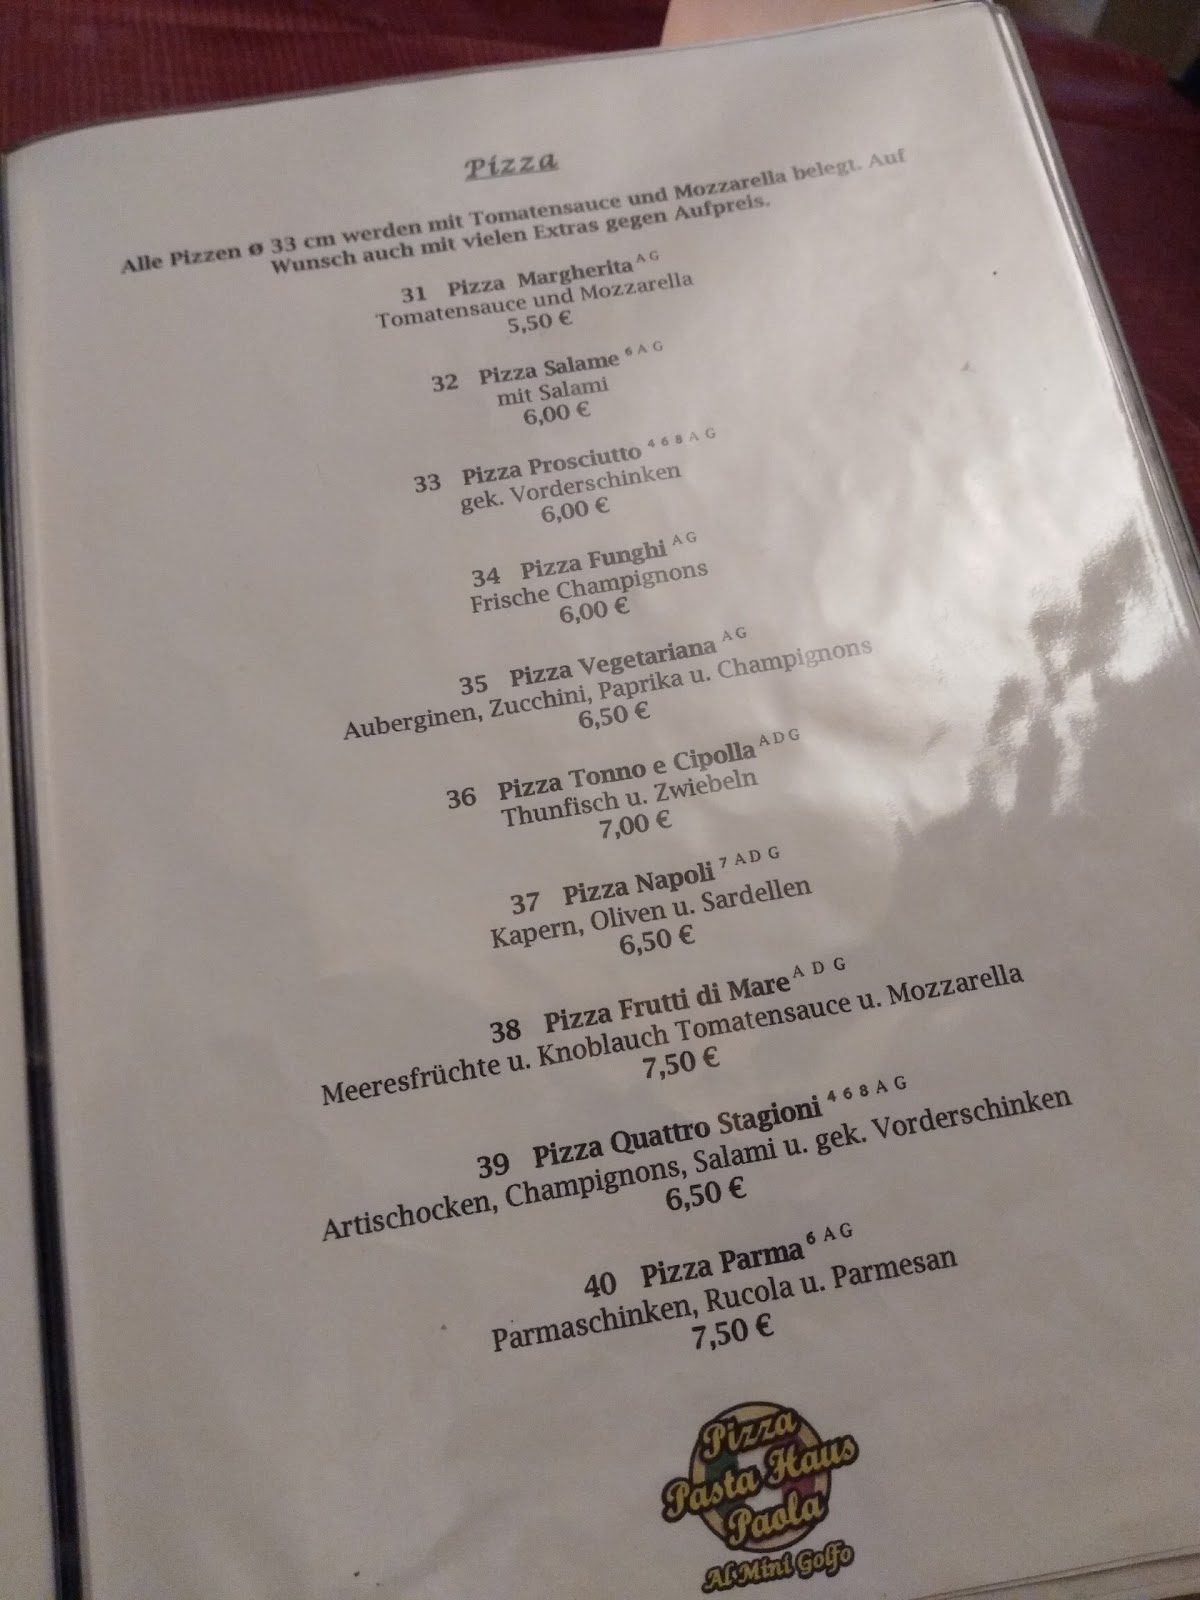 Pizza
Alle Pizzen ø 33 cm werden mit Tomatensauce und Mozzarella belegt. Auf
Wunsch auch mit vielen Extras gegen Aufpreis.
31 Pizza Margherita A G
Tomatensauce und Mozzarella
5,50 €
32 Pizza Salame 6 A G
mit Salami
6,00 €
33 Pizza Prosciutto 4 6 8 A G
gek. Vorderschinken
6,00 €
34 Pizza Funghi A G
Frische Champignons
6,00 €
35 Pizza Vegetariana A G
Auberginen, Zucchini, Paprika u. Champignons
6,50 €
36 Pizza Tonno e Cipolla A D G
Thunfisch u. Zwiebeln
7,00 €
37 Pizza Napoli 7 A D G
Kapern, Oliven u. Sardellen
6,50 €
38 Pizza Frutti di Mare A D G
Meeresfrüchte u. Knoblauch Tomatensauce u. Mozzarella
7,50 €
39 Pizza Quattro Stagioni 4 6 8 A G
Artischocken, Champignons, Salami u. gek. Vorderschinken
6,50 €
40 Pizza Parma 6 A G
Parmaschinken, Rucola u. Parmesan
7,50 €
Pizza
Pasta Haus
Paola
Al Mini Golfo